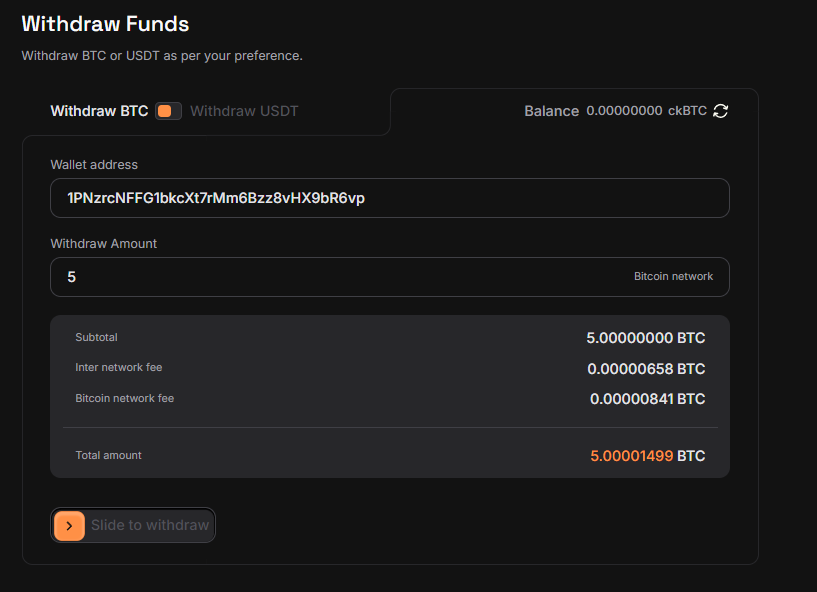 Withdraw Funds
Withdraw BTC or USDT as per your preference.
Withdraw BTC Withdraw USDT
Balance 0.00000000 ckBTC
Wallet address
1PNzrcNFFG1bkcXt7rMm6Bzz8vHX9bR6vp
Withdraw Amount
5 Bitcoin network
Subtotal 5.00000000 BTC
Inter network fee 0.00000658 BTC
Bitcoin network fee 0.00000841 BTC
Total amount 5.00001499 BTC
Slide to withdraw